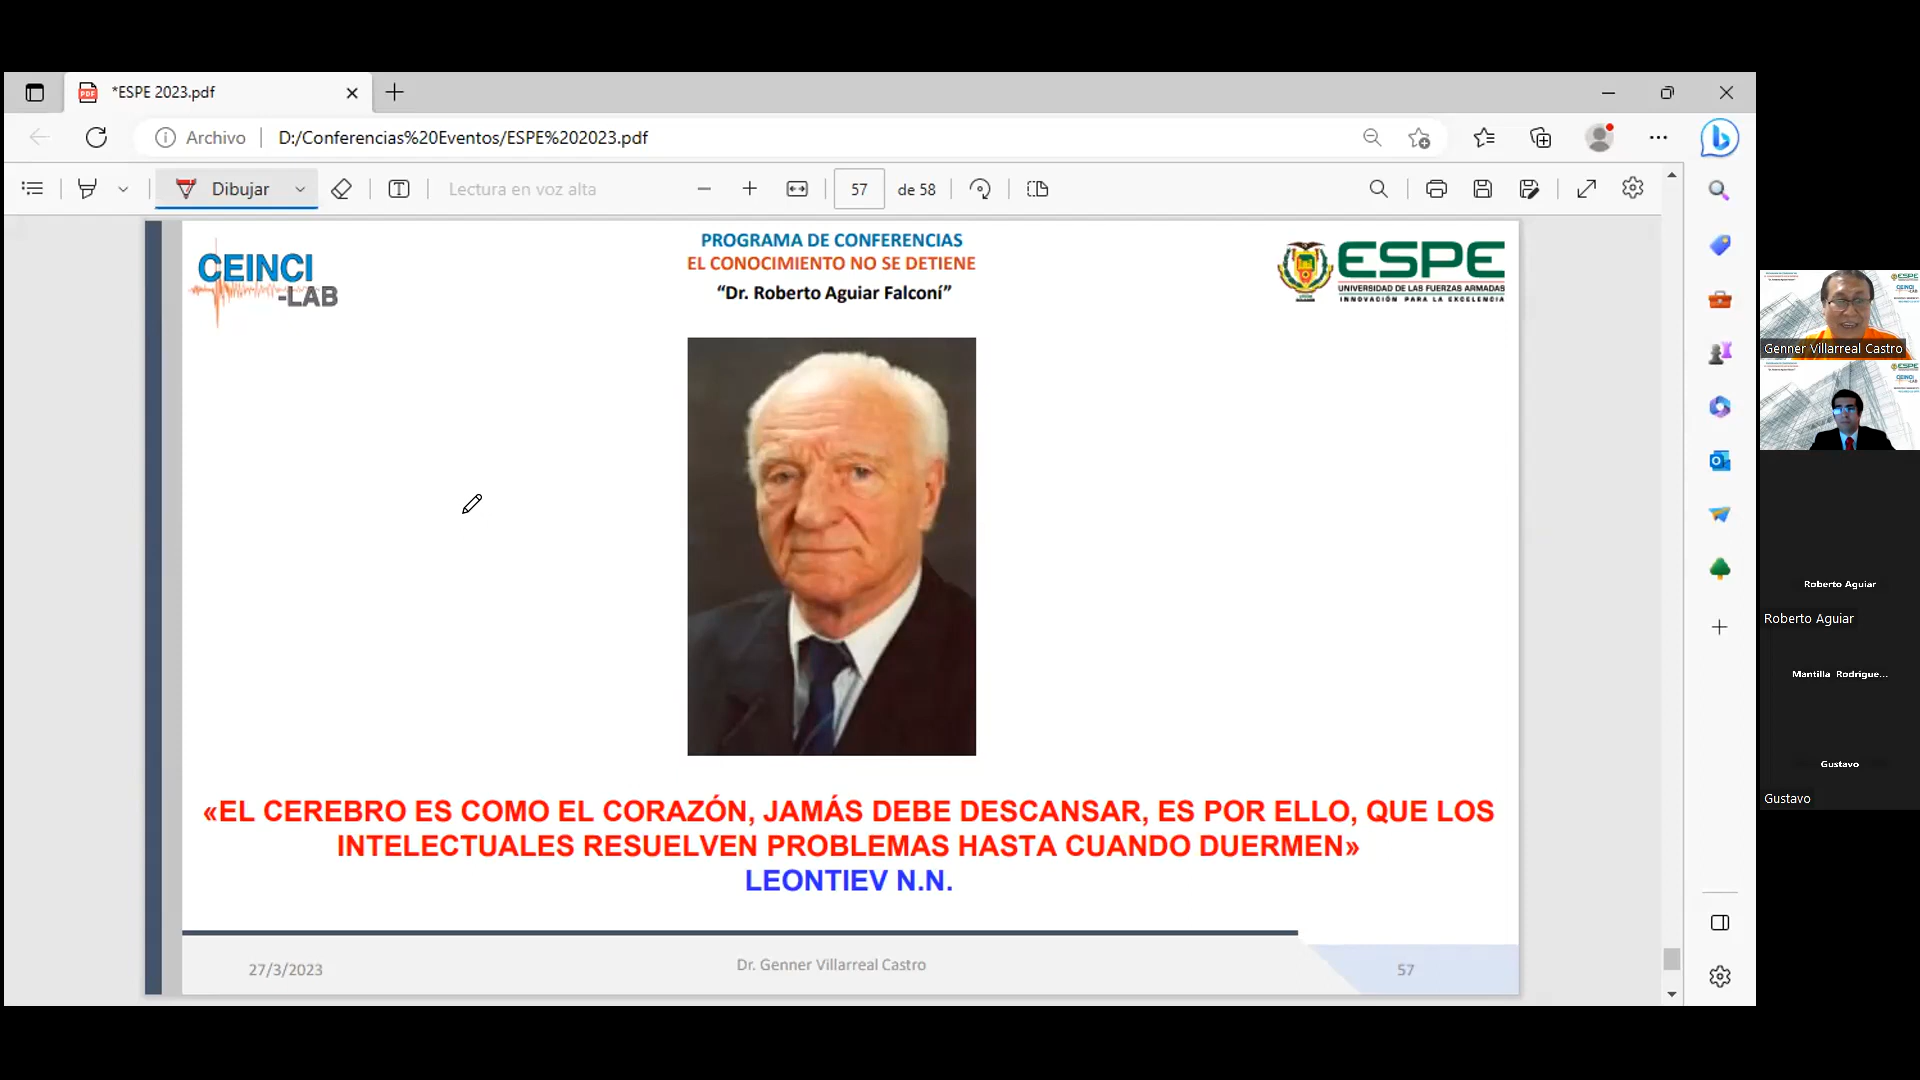 *ESPE 2023.pdf
Archivo
D:/Conferencias%20Eventos/ESPE%202023.pdf
Dibujar
Lectura en voz alta
57
de 58
CEINCI
-LAB
PROGRAMA DE CONFERENCIAS
EL CONOCIMIENTO NO SE DETIENE
“Dr. Roberto Aguiar Falconí”
ESPE
UNIVERSIDAD DE LAS FUERZAS ARMADAS
INNOVACIÓN PARA LA EXCELENCIA
«EL CEREBRO ES COMO EL CORAZÓN, JAMÁS DEBE DESCANSAR, ES POR ELLO, QUE LOS
INTELECTUALES RESUELVEN PROBLEMAS HASTA CUANDO DUERMEN»
LEONTIEV N.N.
27/3/2023
Dr. Genner Villarreal Castro
57
Genner Villarreal Castro
Roberto Aguiar
Roberto Aguiar
Mantilla Rodrigue...
Gustavo
Gustavo